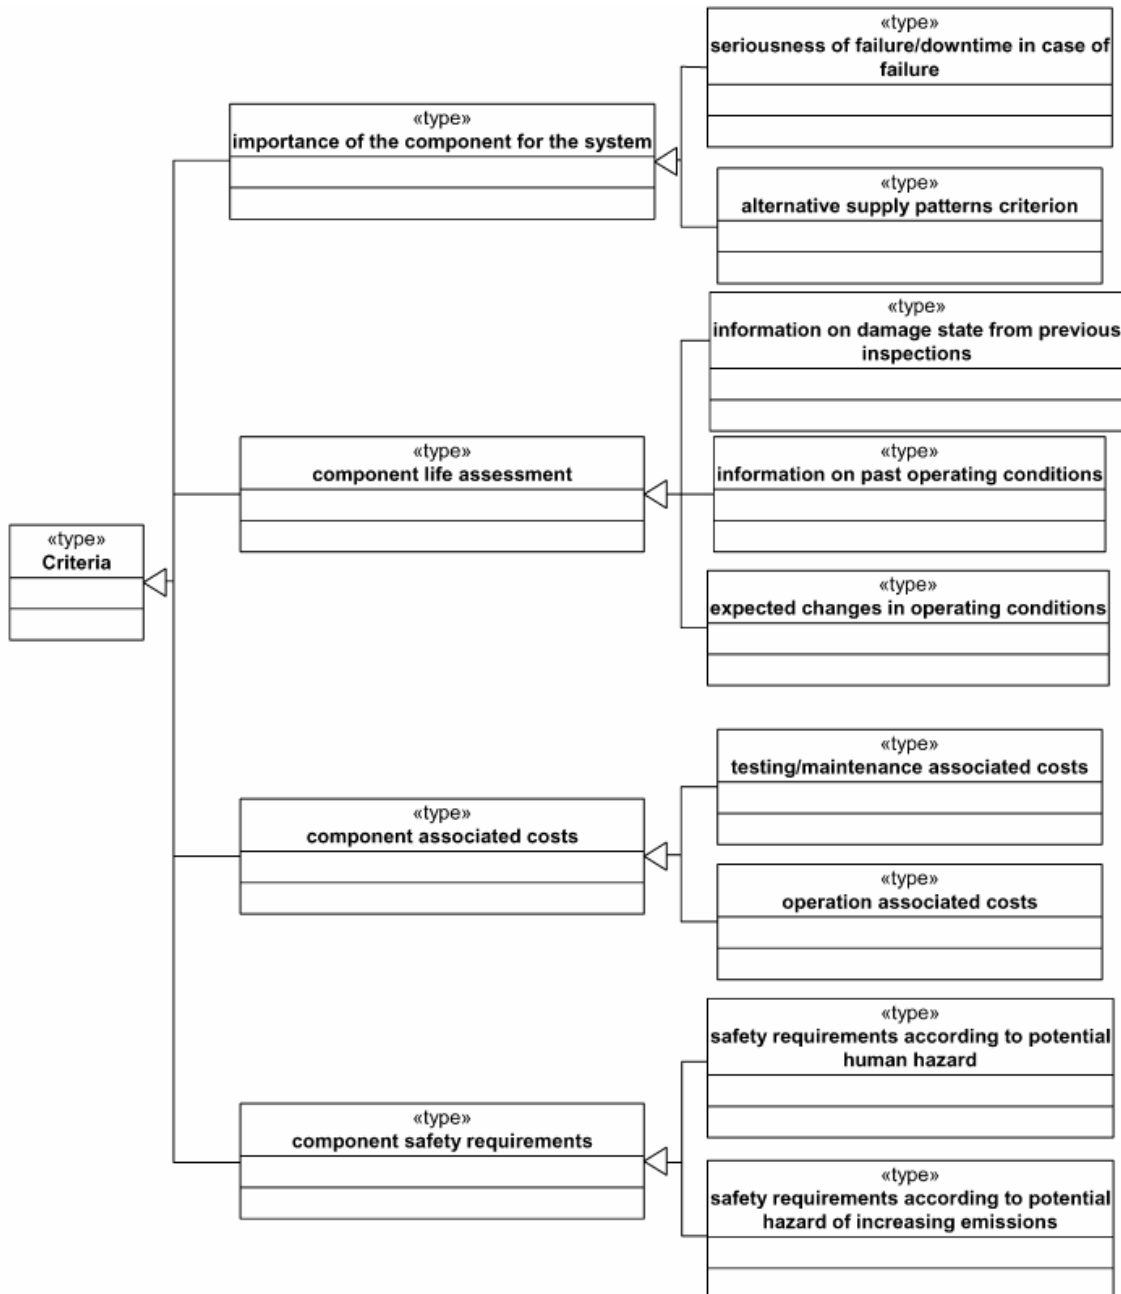 «type»
seriousness of failure/downtime in case of
failure
«type»
importance of the component for the system
«type»
alternative supply patterns criterion
«type»
information on damage state from previous
inspections
«type»
component life assessment
«type»
information on past operating conditions
«type»
Criteria
«type»
expected changes in operating conditions
«type»
testing/maintenance associated costs
«type»
component associated costs
«type»
operation associated costs
«type»
safety requirements according to potential
human hazard
«type»
component safety requirements
«type»
safety requirements according to potential
hazard of increasing emissions